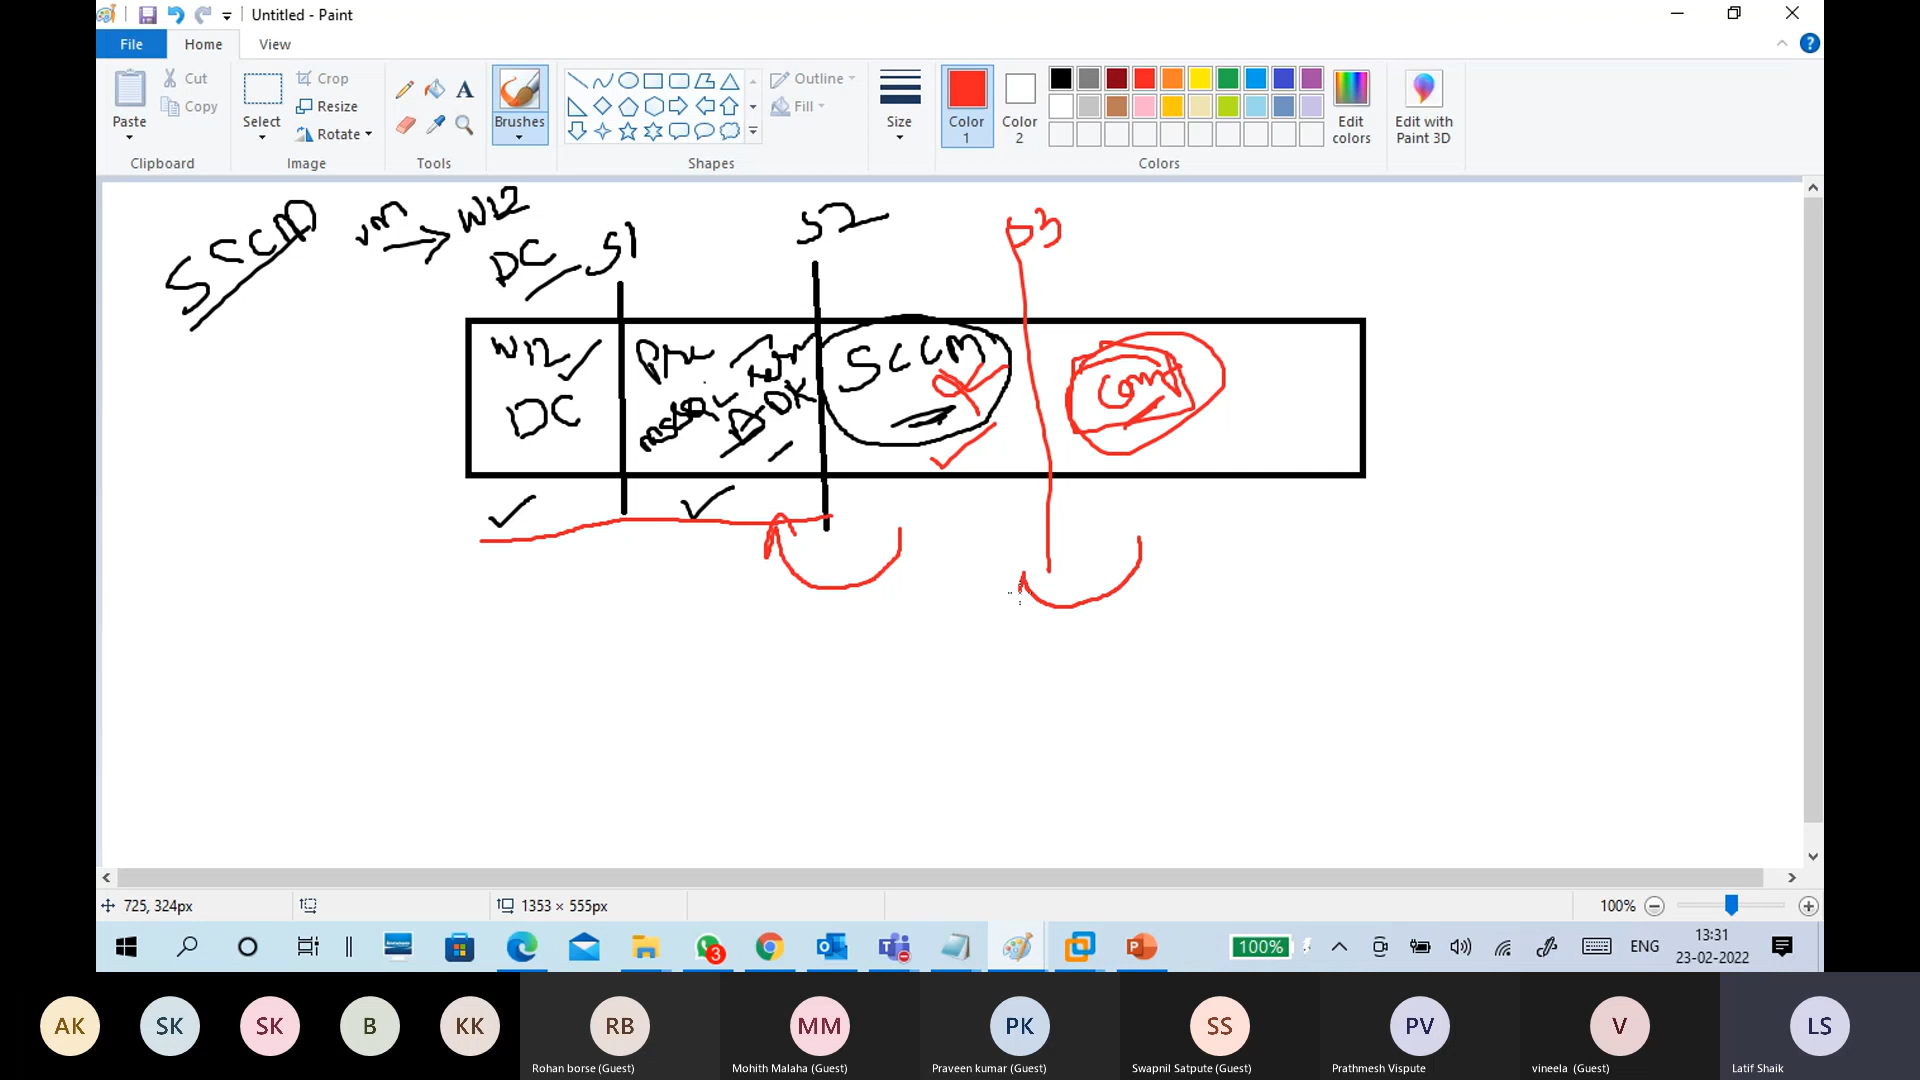 Untitled - Paint
File Home View
Paste
Cut
Copy
Clipboard
Select
Crop
Resize
Rotate
Image
Tools
Brushes
Shapes
Outline
Fill
Size
Color 1
Color 2
Colors
Edit colors
Edit with Paint 3D
SCCM
vm
W12
DC
S1
S2
S3
W12
DC
ADK
SCCM
725, 324px
1353 × 555px
100%
3
100%
ENG
13:31
23-02-2022
AK
SK
SK
B
KK
RB
MM
PK
SS
PV
V
LS
Rohan borse (Guest)
Mohith Malaha (Guest)
Praveen kumar (Guest)
Swapnil Satpute (Guest)
Prathmesh Vispute
vineela (Guest)
Latif Shaik